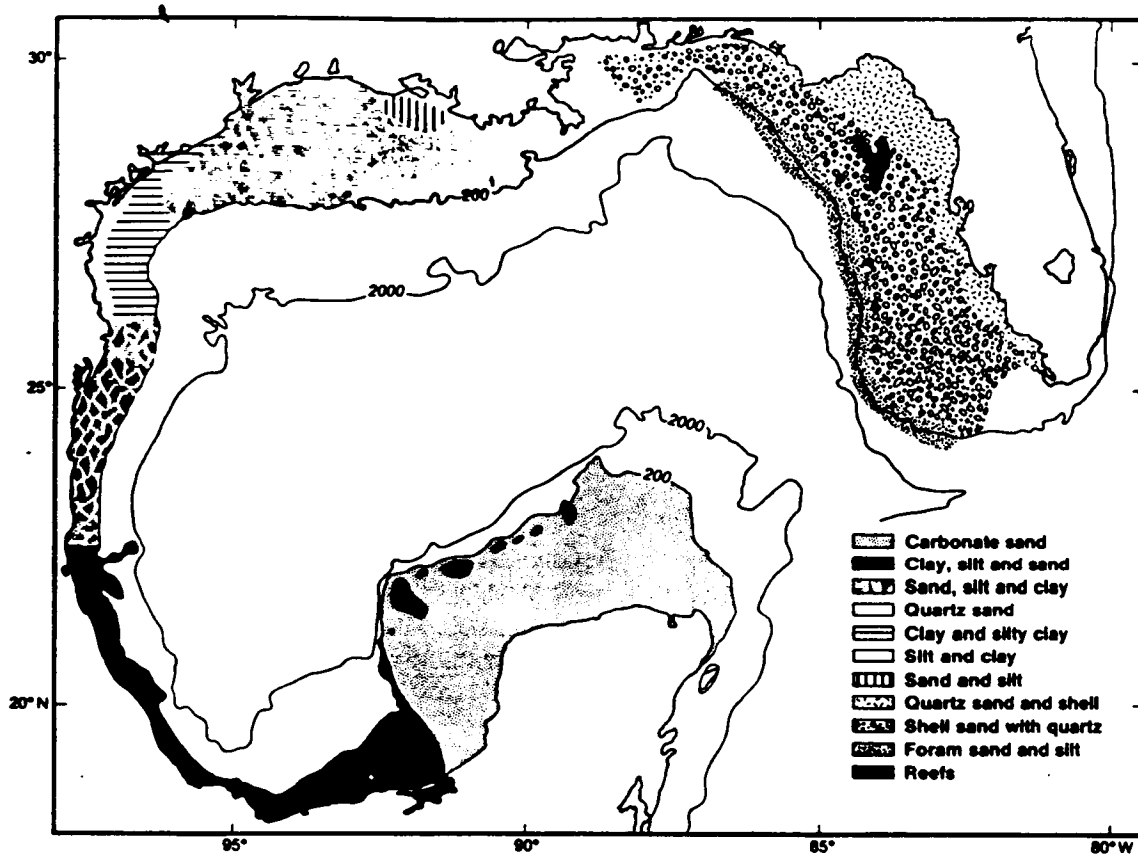 30°
200
2000
25°
2000
200
Carbonate sand
Clay, silt and sand
Sand, silt and clay
Quartz sand
Clay and silty clay
Silt and clay
Sand and silt
Quartz sand and shell
Shell sand with quartz
Foram sand and silt
Reefs
20° N
95°
90°
85°
80° W